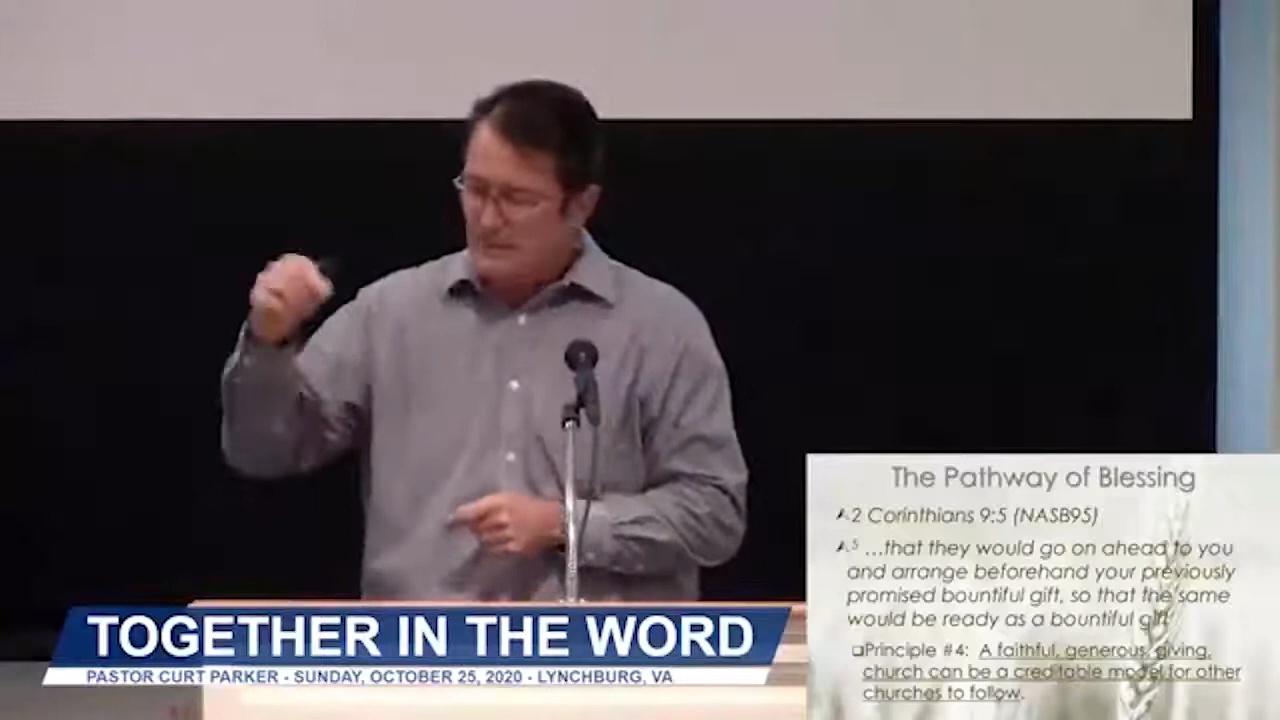 TOGETHER IN THE WORD
PASTOR CURT PARKER - SUNDAY, OCTOBER 25, 2020 - LYNCHBURG, VA
The Pathway of Blessing
2 Corinthians 9:5 (NASB95)
5 …that they would go on ahead to you
and arrange beforehand your previously
promised bountiful gift, so that the same
would be ready as a bountiful gift
❑Principle #4: A faithful, generous, giving,
church can be a creditable model for other
churches to follow.